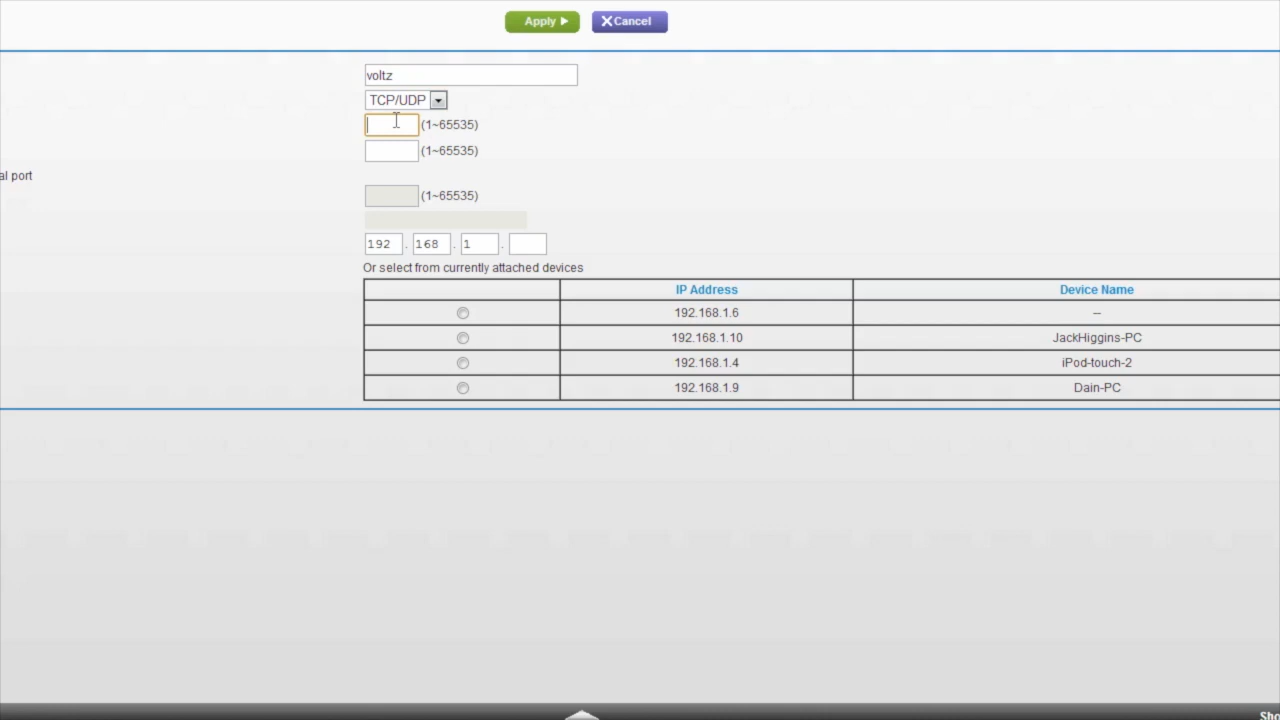 Apply Cancel
voltz
TCP/UDP
(1~65535)
(1~65535)
al port
(1~65535)
192 . 168 . 1 .
Or select from currently attached devices
IP Address Device Name
192.168.1.6 --
192.168.1.10 JackHiggins-PC
192.168.1.4 iPod-touch-2
192.168.1.9 Dain-PC
Sho